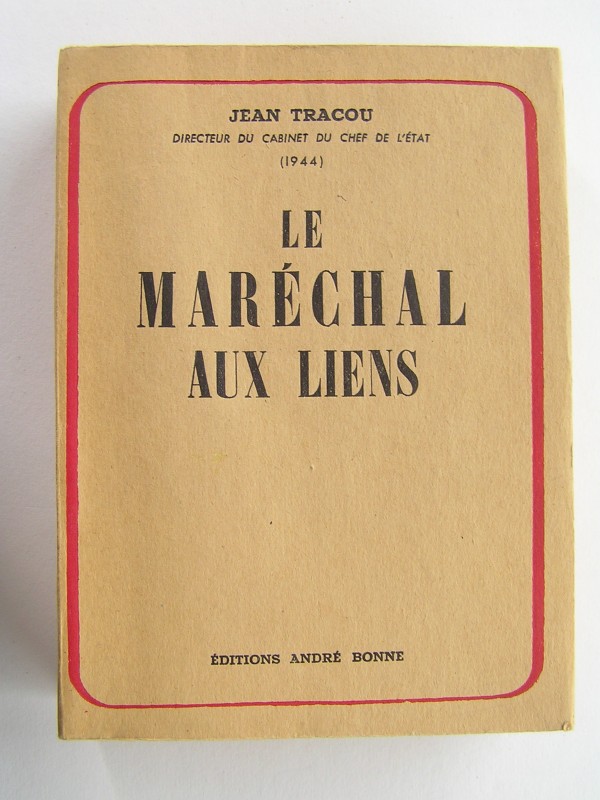 JEAN TRACOU
DIRECTEUR DU CABINET DU CHEF DE L'ÉTAT
(1944)
LE
MARÉCHAL
AUX LIENS
ÉDITIONS ANDRÉ BONNE